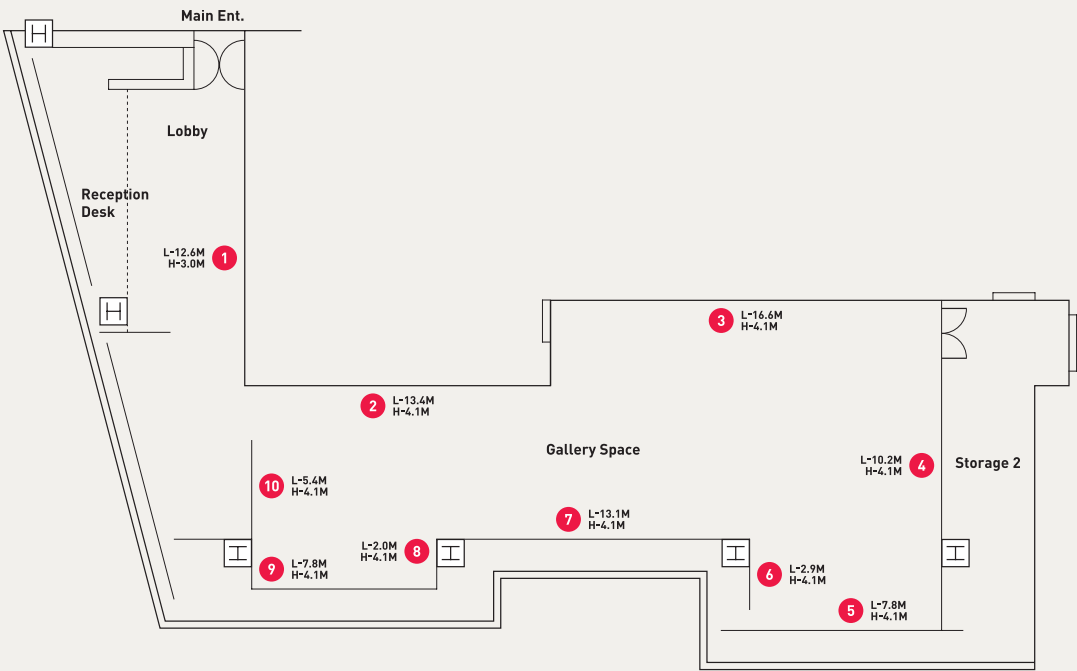 Main Ent.
Lobby
Reception
Desk
L-12.6M
H-3.0M
1
3
L-16.6M
H-4.1M
2
L-13.4M
H-4.1M
Gallery Space
L-10.2M
H-4.1M
4
Storage 2
10
L-5.4M
H-4.1M
7
L-13.1M
H-4.1M
L-2.0M
H-4.1M
8
9
L-7.8M
H-4.1M
6
L-2.9M
H-4.1M
5
L-7.8M
H-4.1M